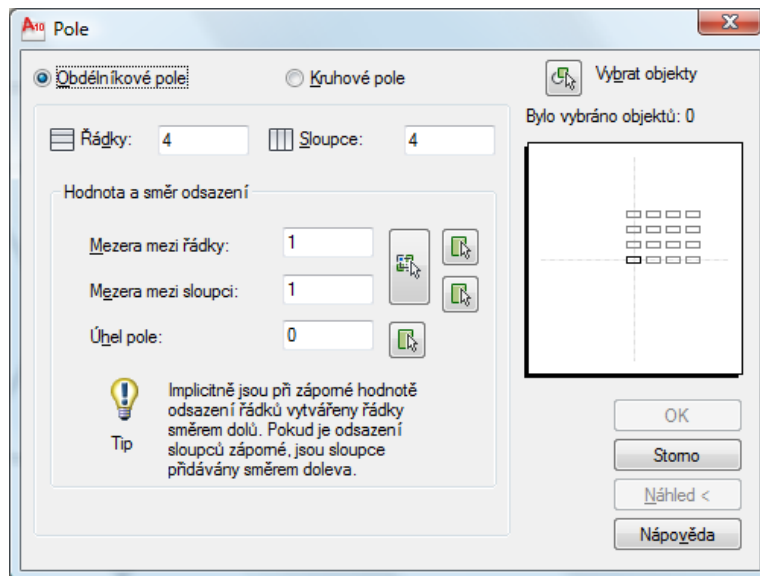 A10 Pole
Obdélníkové pole
Kruhové pole
Vybrat objekty
Bylo vybráno objektů: 0
Řádky: 4
Sloupce: 4
Hodnota a směr odsazení
Mezera mezi řádky: 1
Mezera mezi sloupci: 1
Úhel pole: 0
Tip
Implicitně jsou při záporné hodnotě
odsazení řádků vytvářeny řádky
směrem dolů. Pokud je odsazení
sloupců záporné, jsou sloupce
přidávány směrem doleva.
OK
Storno
Náhled <
Nápověda